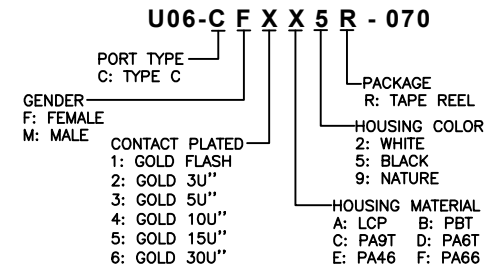 U06-CFXX5R-070
PORT TYPE
C: TYPE C
GENDER
F: FEMALE
M: MALE
CONTACT PLATED
1: GOLD FLASH
2: GOLD 3U"
3: GOLD 5U"
4: GOLD 10U"
5: GOLD 15U"
6: GOLD 30U"
PACKAGE
R: TAPE REEL
HOUSING COLOR
2: WHITE
5: BLACK
9: NATURE
HOUSING MATERIAL
A: LCP B: PBT
C: PA9T D: PA6T
E: PA46 F: PA66